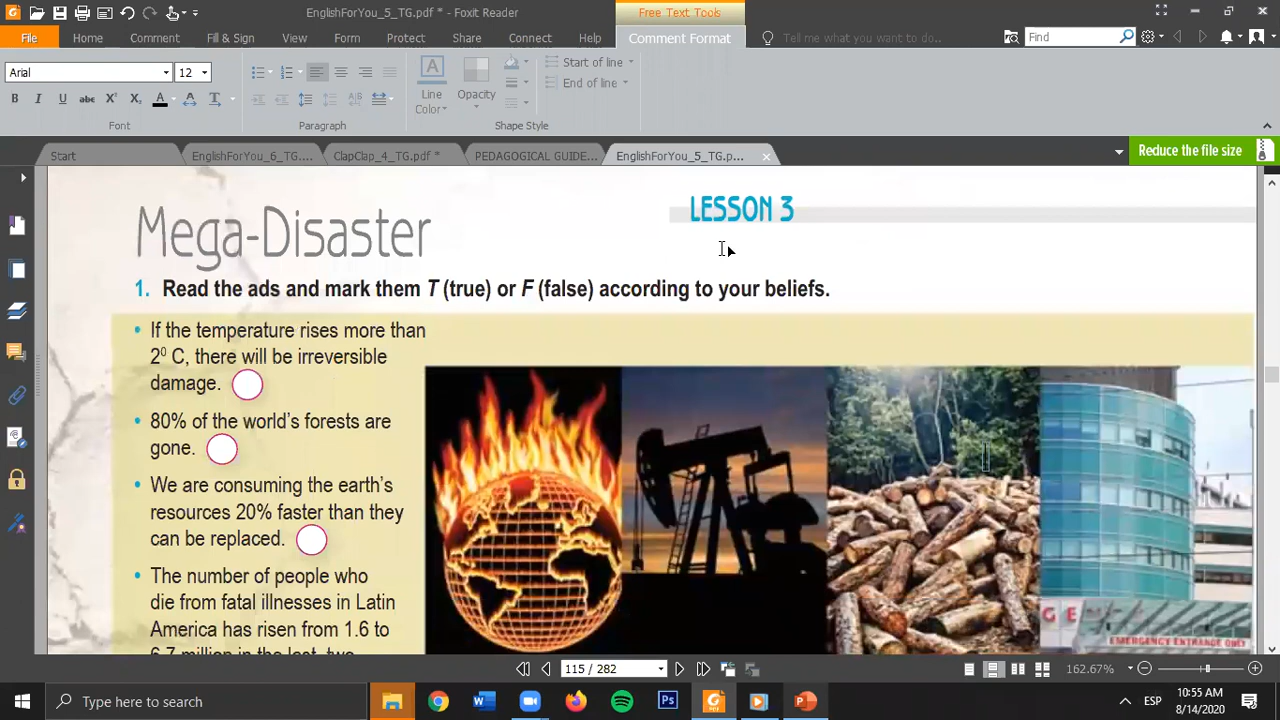 EnglishForYou_5_TG.pdf * - Foxit Reader
Free Text Tools
File Home Comment Fill & Sign View Form Protect Share Connect Help Comment Format Tell me what you want to do.. Find
Arial 12
Start of line
End of line
Line Color
Opacity
Font Paragraph Shape Style
Start EnglishForYou_6_TG.... ClapClap_4_TG.pdf * PEDAGOGICAL GUIDE... EnglishForYou_5_TG.p... Reduce the file size
LESSON 3
Mega-Disaster
1. Read the ads and mark them T (true) or F (false) according to your beliefs.
• If the temperature rises more than
2⁰ C, there will be irreversible
damage.
• 80% of the world's forests are
gone.
• We are consuming the earth's
resources 20% faster than they
can be replaced.
• The number of people who
die from fatal illnesses in Latin
America has risen from 1.6 to
6.7 million in the last two
G E
EMERGENCY ENTRANCE ONLY
115 / 282 162.67%
Type here to search
ESP 10:55 AM
8/14/2020